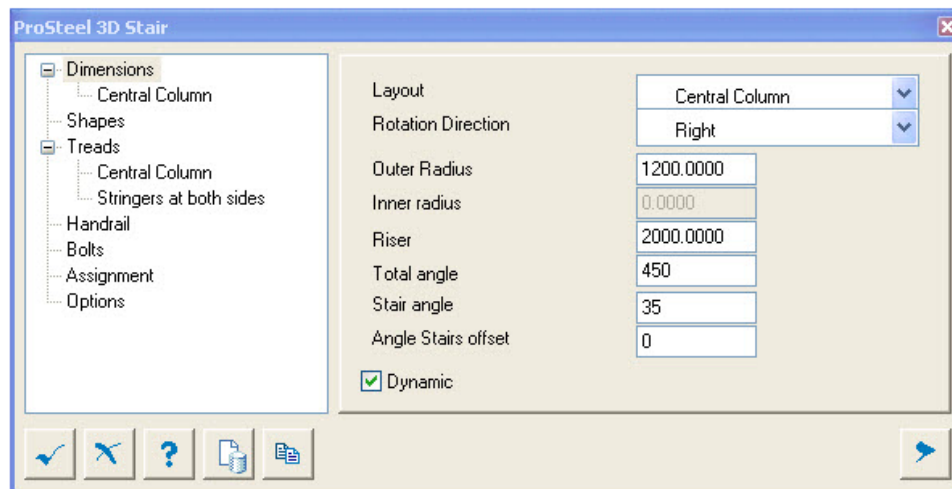 ProSteel 3D Stair
Dimensions
Central Column
Shapes
Treads
Central Column
Stringers at both sides
Handrail
Bolts
Assignment
Options
Layout Central Column
Rotation Direction Right
Outer Radius 1200.0000
Inner radius 0.0000
Riser 2000.0000
Total angle 450
Stair angle 35
Angle Stairs offset 0
Dynamic
?